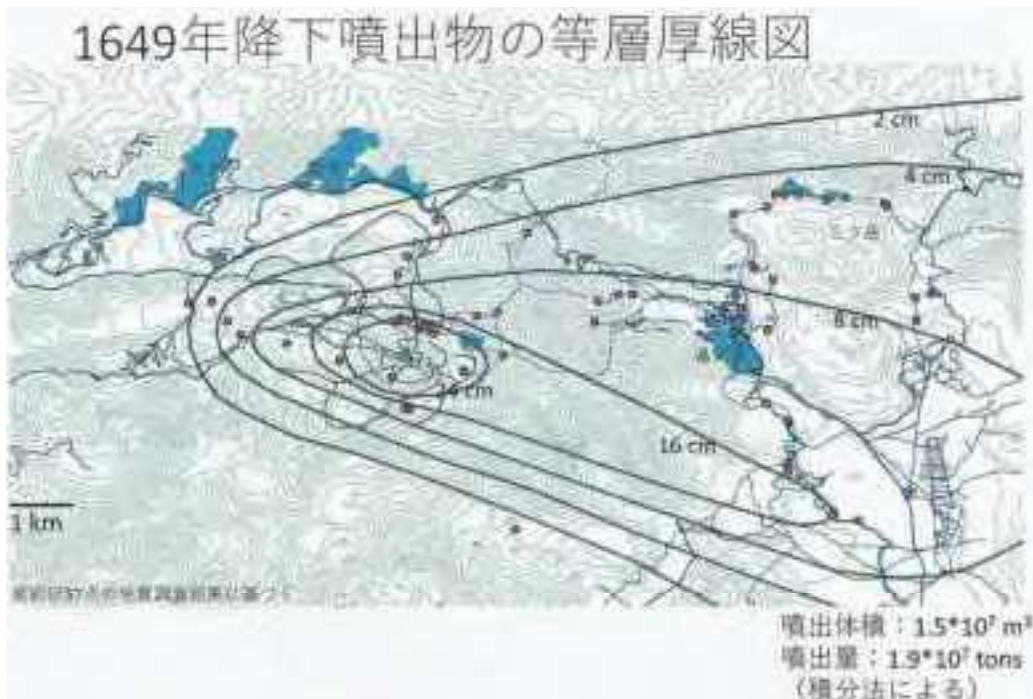 1649年降下噴出物の等層厚線図
2 cm
4 cm
8 cm
16 cm
1 km
噴出体積：1.5*10⁷ m³
噴出量：1.9*10⁷ tons
（積分法による）